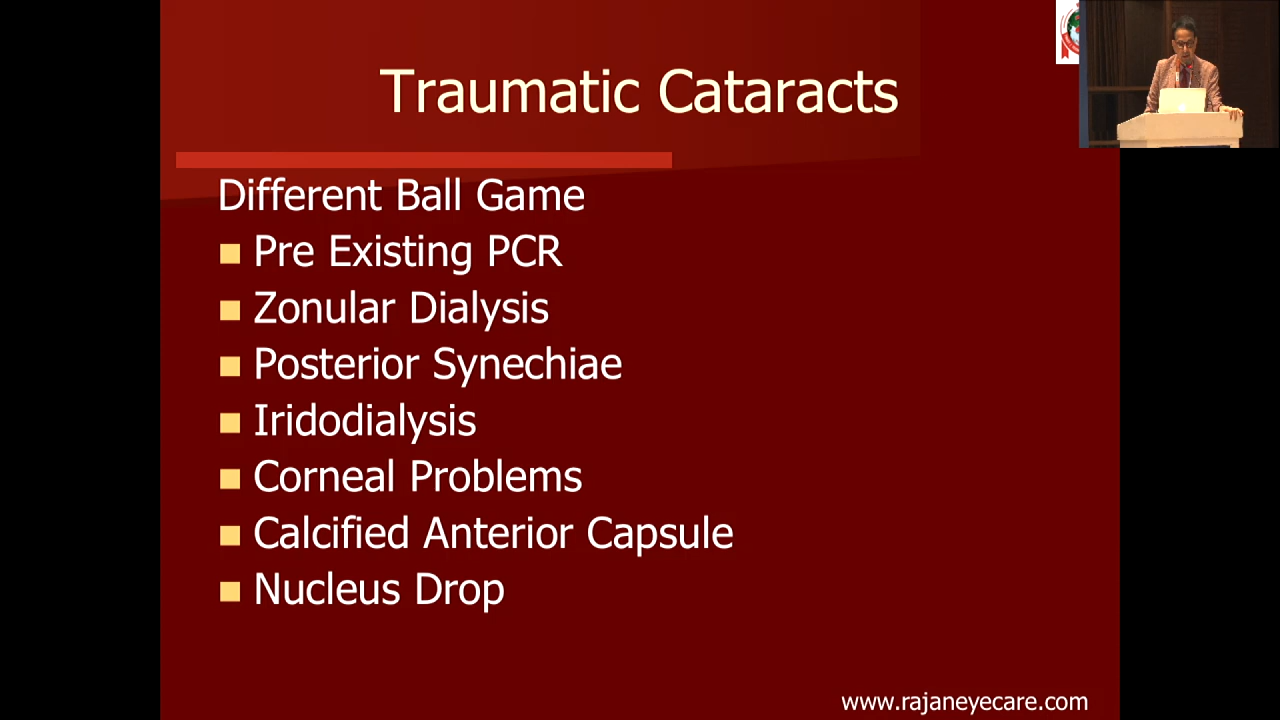 Traumatic Cataracts
Different Ball Game
Pre Existing PCR
Zonular Dialysis
Posterior Synechiae
Iridodialysis
Corneal Problems
Calcified Anterior Capsule
Nucleus Drop
www.rajaneyecare.com